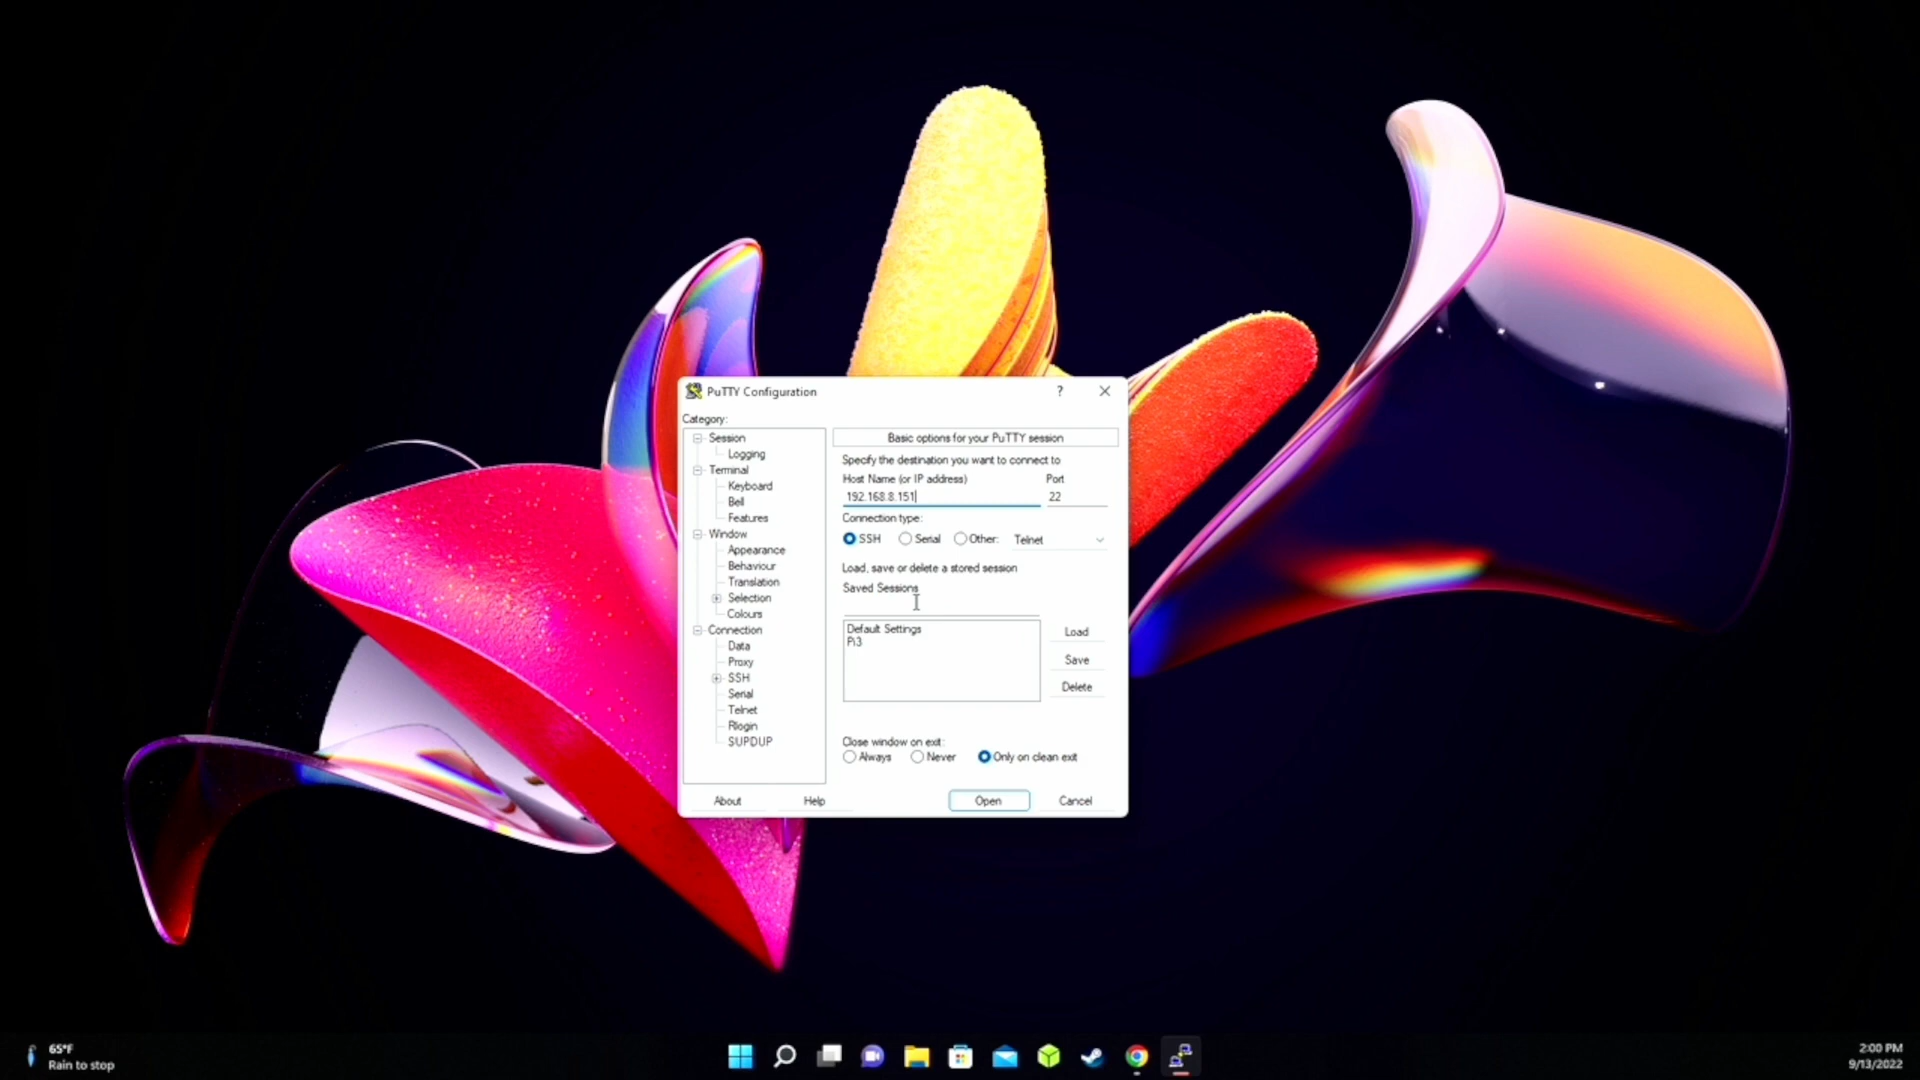 PuTTY Configuration
?
Category:
Session
Logging
Terminal
Keyboard
Bell
Features
Window
Appearance
Behaviour
Translation
Selection
Colours
Connection
Data
Proxy
SSH
Serial
Telnet
Rlogin
SUPDUP
Basic options for your PuTTY session
Specify the destination you want to connect to
Host Name (or IP address) Port
192.168.8.151 22
Connection type:
SSH Serial Other: Telnet
Load, save or delete a stored session
Saved Sessions
Default Settings
Pi3
Load
Save
Delete
Close window on exit:
Always Never Only on clean exit
About Help Open Cancel
65°F
Rain to stop
2:00 PM
9/13/2022